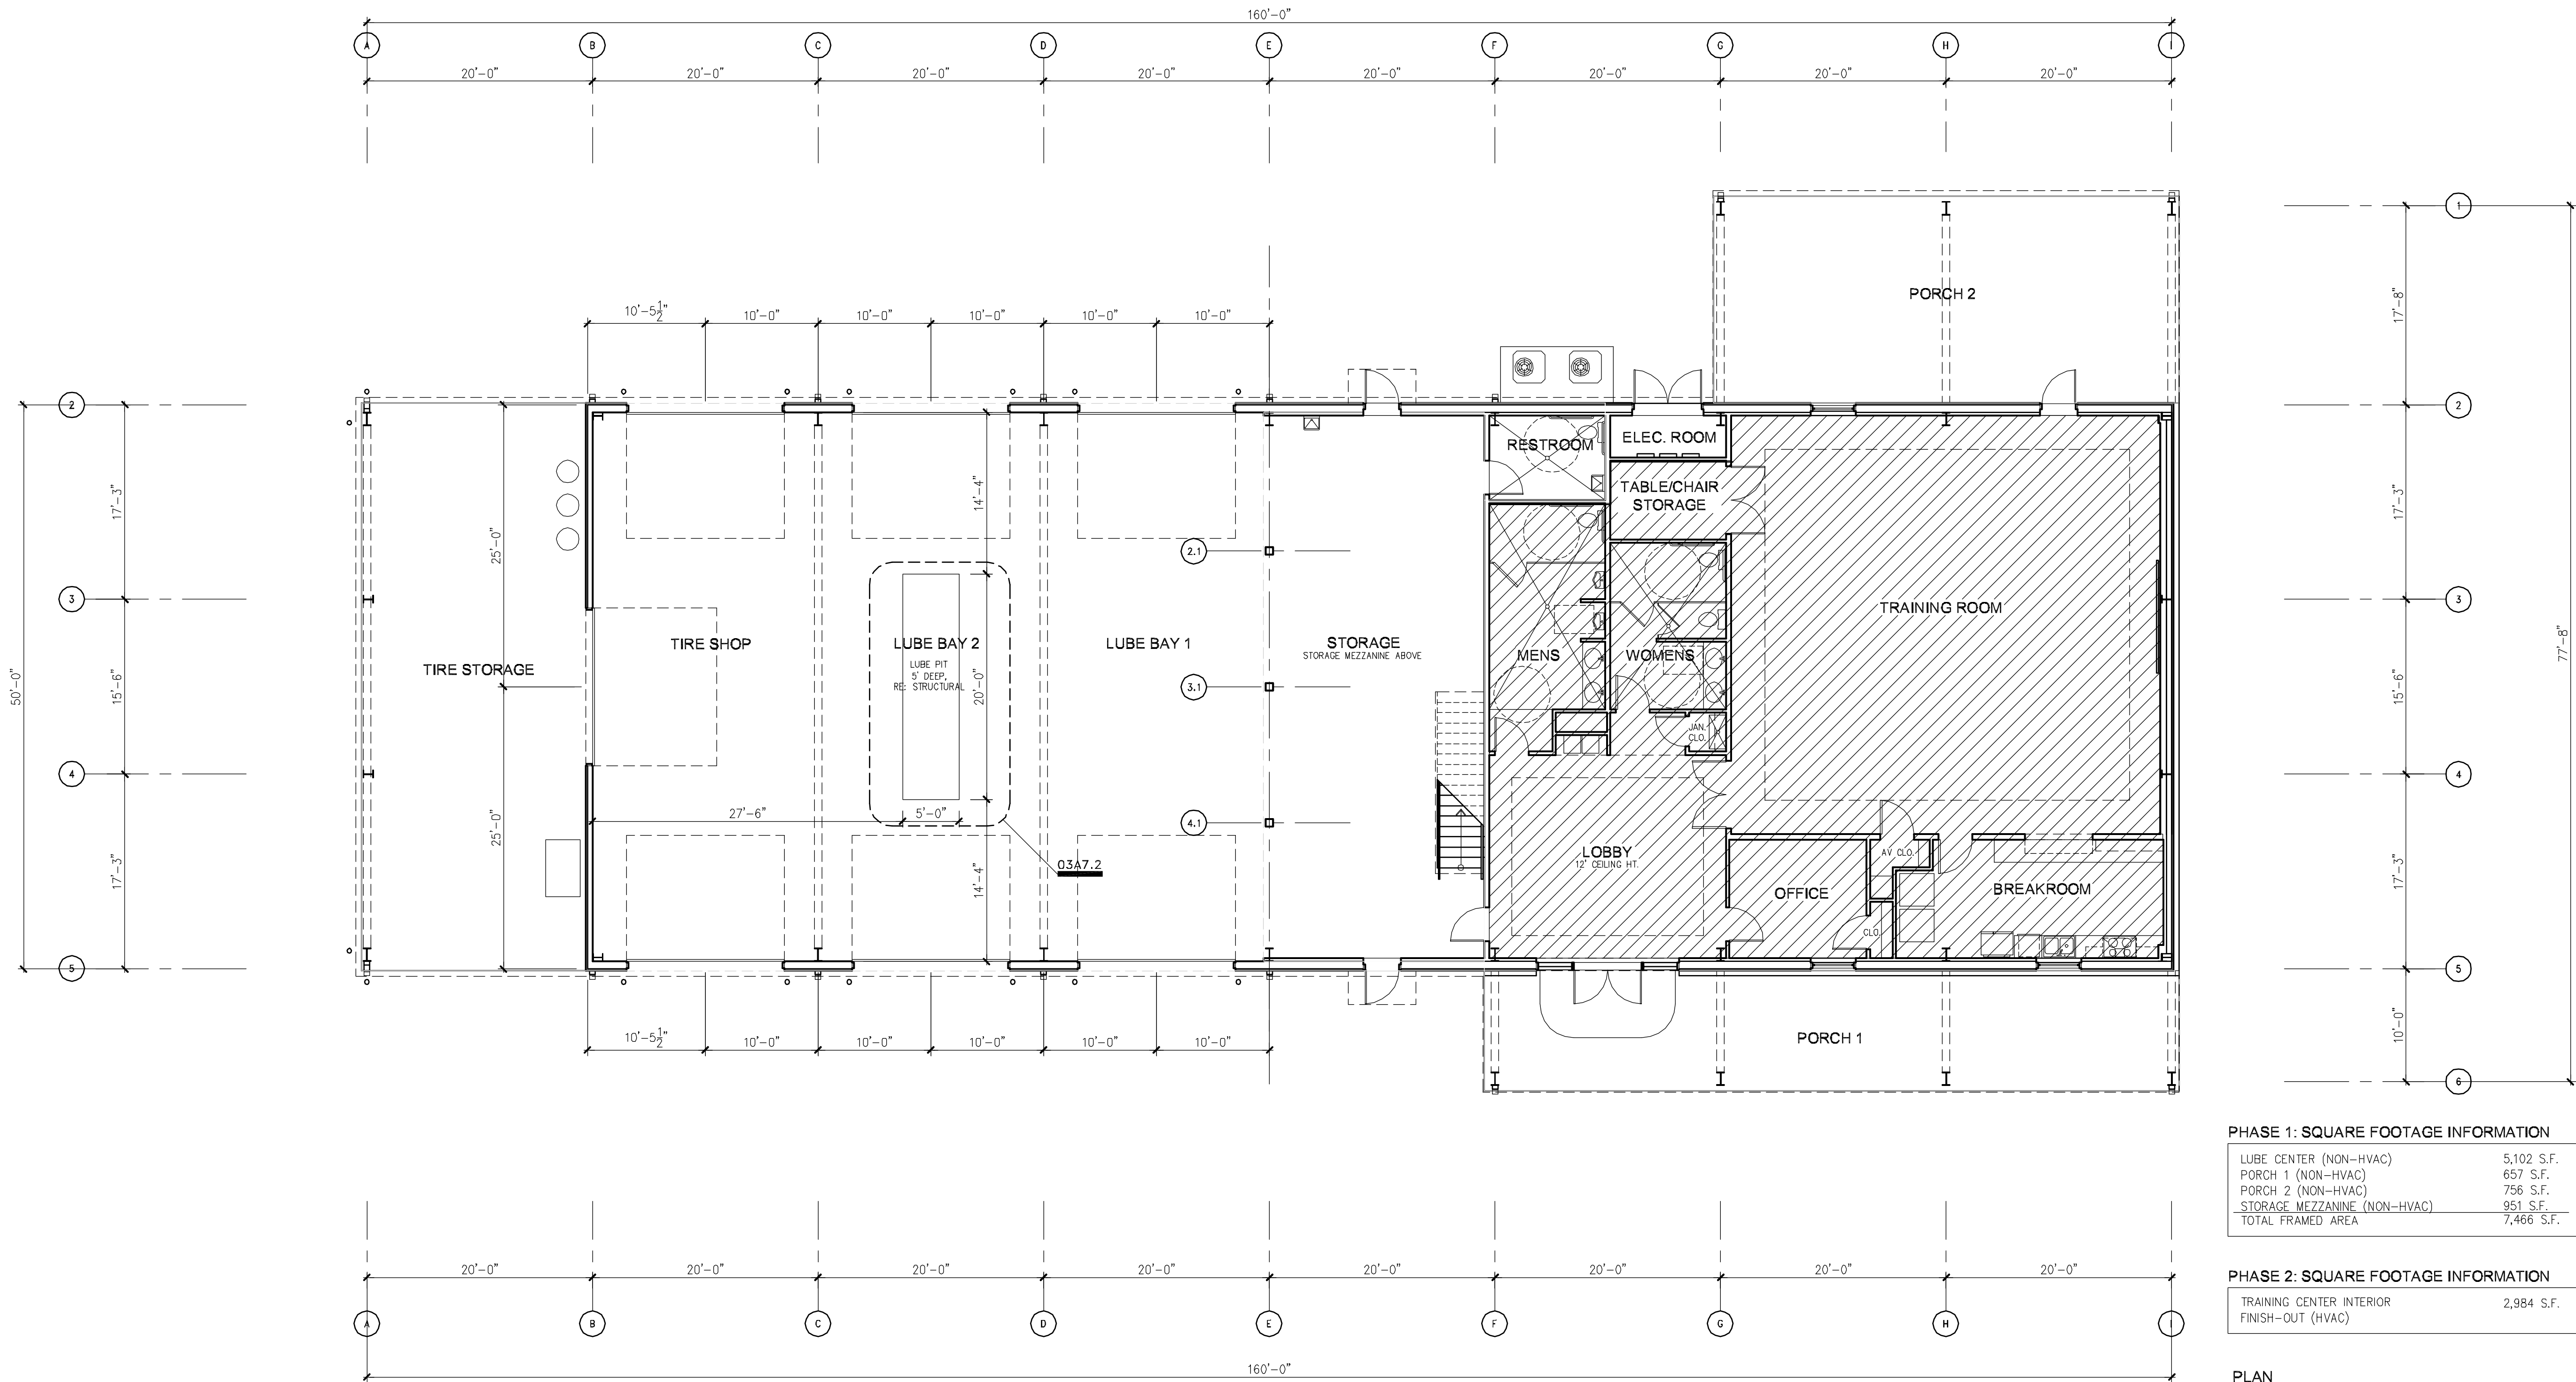 160'-0"
A B C D E F G H I
20'-0" 20'-0" 20'-0" 20'-0" 20'-0" 20'-0" 20'-0" 20'-0"
1
17'-8"
PORCH 2
10'-5 1/2" 10'-0" 10'-0" 10'-0" 10'-0" 10'-0"
2
2
RESTROOM
ELEC. ROOM
14'-4"
17'-3"
25'-0"
17'-3"
TABLE/CHAIR
STORAGE
2.1
3
3
TRAINING ROOM
50'-0"
77'-8"
TIRE STORAGE
TIRE SHOP
LUBE BAY 2
LUBE PIT
5' DEEP,
RE: STRUCTURAL
20'-0"
LUBE BAY 1
STORAGE
STORAGE MEZZANINE ABOVE
MENS
WOMENS
15'-6"
15'-6"
3.1
JAN.
CLO.
4
4
27'-6"
5'-0"
4.1
25'-0"
14'-4"
03A7.2
LOBBY
12' CEILING HT.
AV CLO.
OFFICE
BREAKROOM
CLO.
17'-3"
17'-3"
5
5
10'-0"
PORCH 1
10'-5 1/2" 10'-0" 10'-0" 10'-0" 10'-0" 10'-0"
6
PHASE 1: SQUARE FOOTAGE INFORMATION
LUBE CENTER (NON-HVAC) 5,102 S.F.
PORCH 1 (NON-HVAC) 657 S.F.
PORCH 2 (NON-HVAC) 756 S.F.
STORAGE MEZZANINE (NON-HVAC) 951 S.F.
TOTAL FRAMED AREA 7,466 S.F.
PHASE 2: SQUARE FOOTAGE INFORMATION
TRAINING CENTER INTERIOR 2,984 S.F.
FINISH-OUT (HVAC)
20'-0" 20'-0" 20'-0" 20'-0" 20'-0" 20'-0" 20'-0" 20'-0"
A B C D E F G H I
160'-0"
PLAN